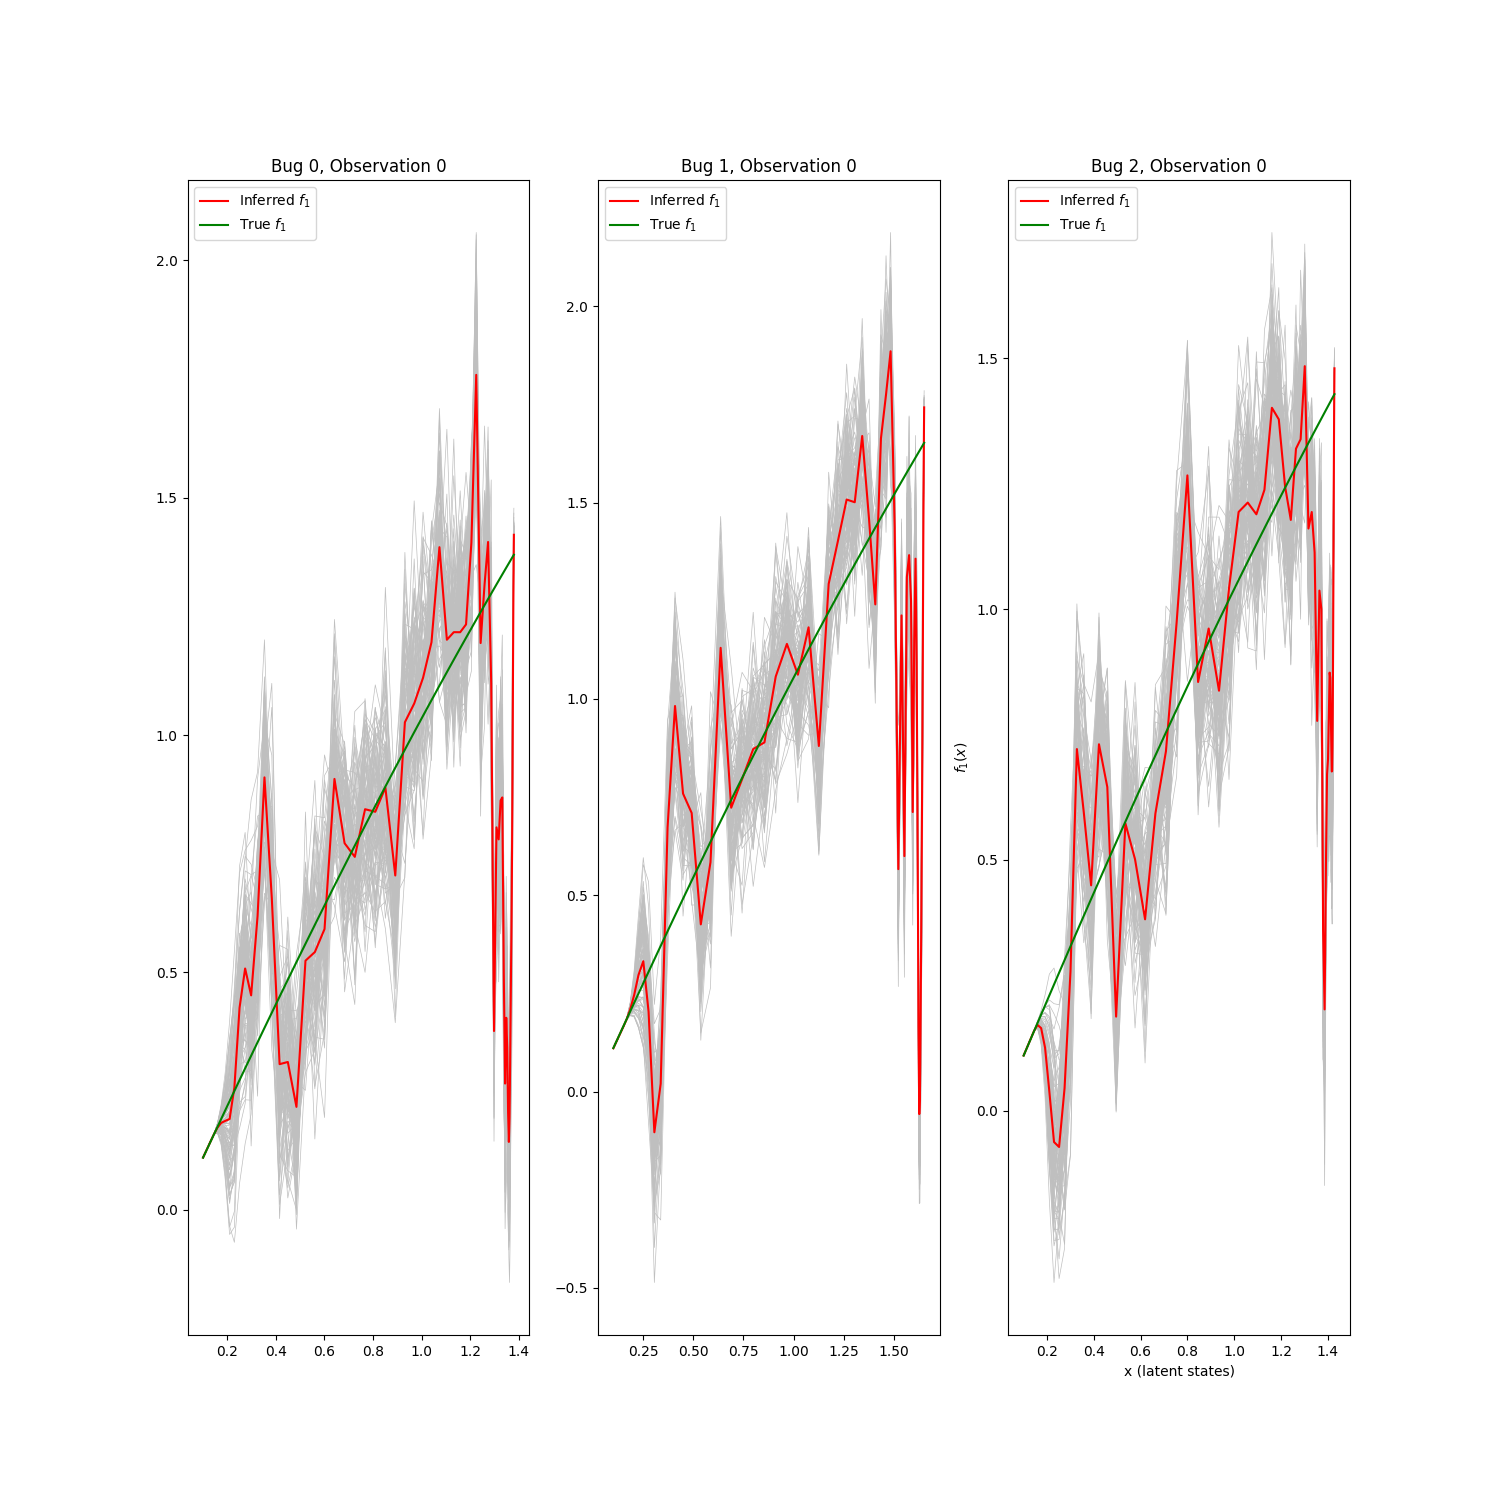 Bug 0, Observation 0
Inferred f₁
True f₁
2.0
1.5
1.0
0.5
0.0
0.2 0.4 0.6 0.8 1.0 1.2 1.4
Bug 1, Observation 0
Inferred f₁
True f₁
2.0
1.5
1.0
0.5
0.0
−0.5
0.25 0.50 0.75 1.00 1.25 1.50
Bug 2, Observation 0
Inferred f₁
True f₁
f₁(x)
1.5
1.0
0.5
0.0
0.2 0.4 0.6 0.8 1.0 1.2 1.4
x (latent states)